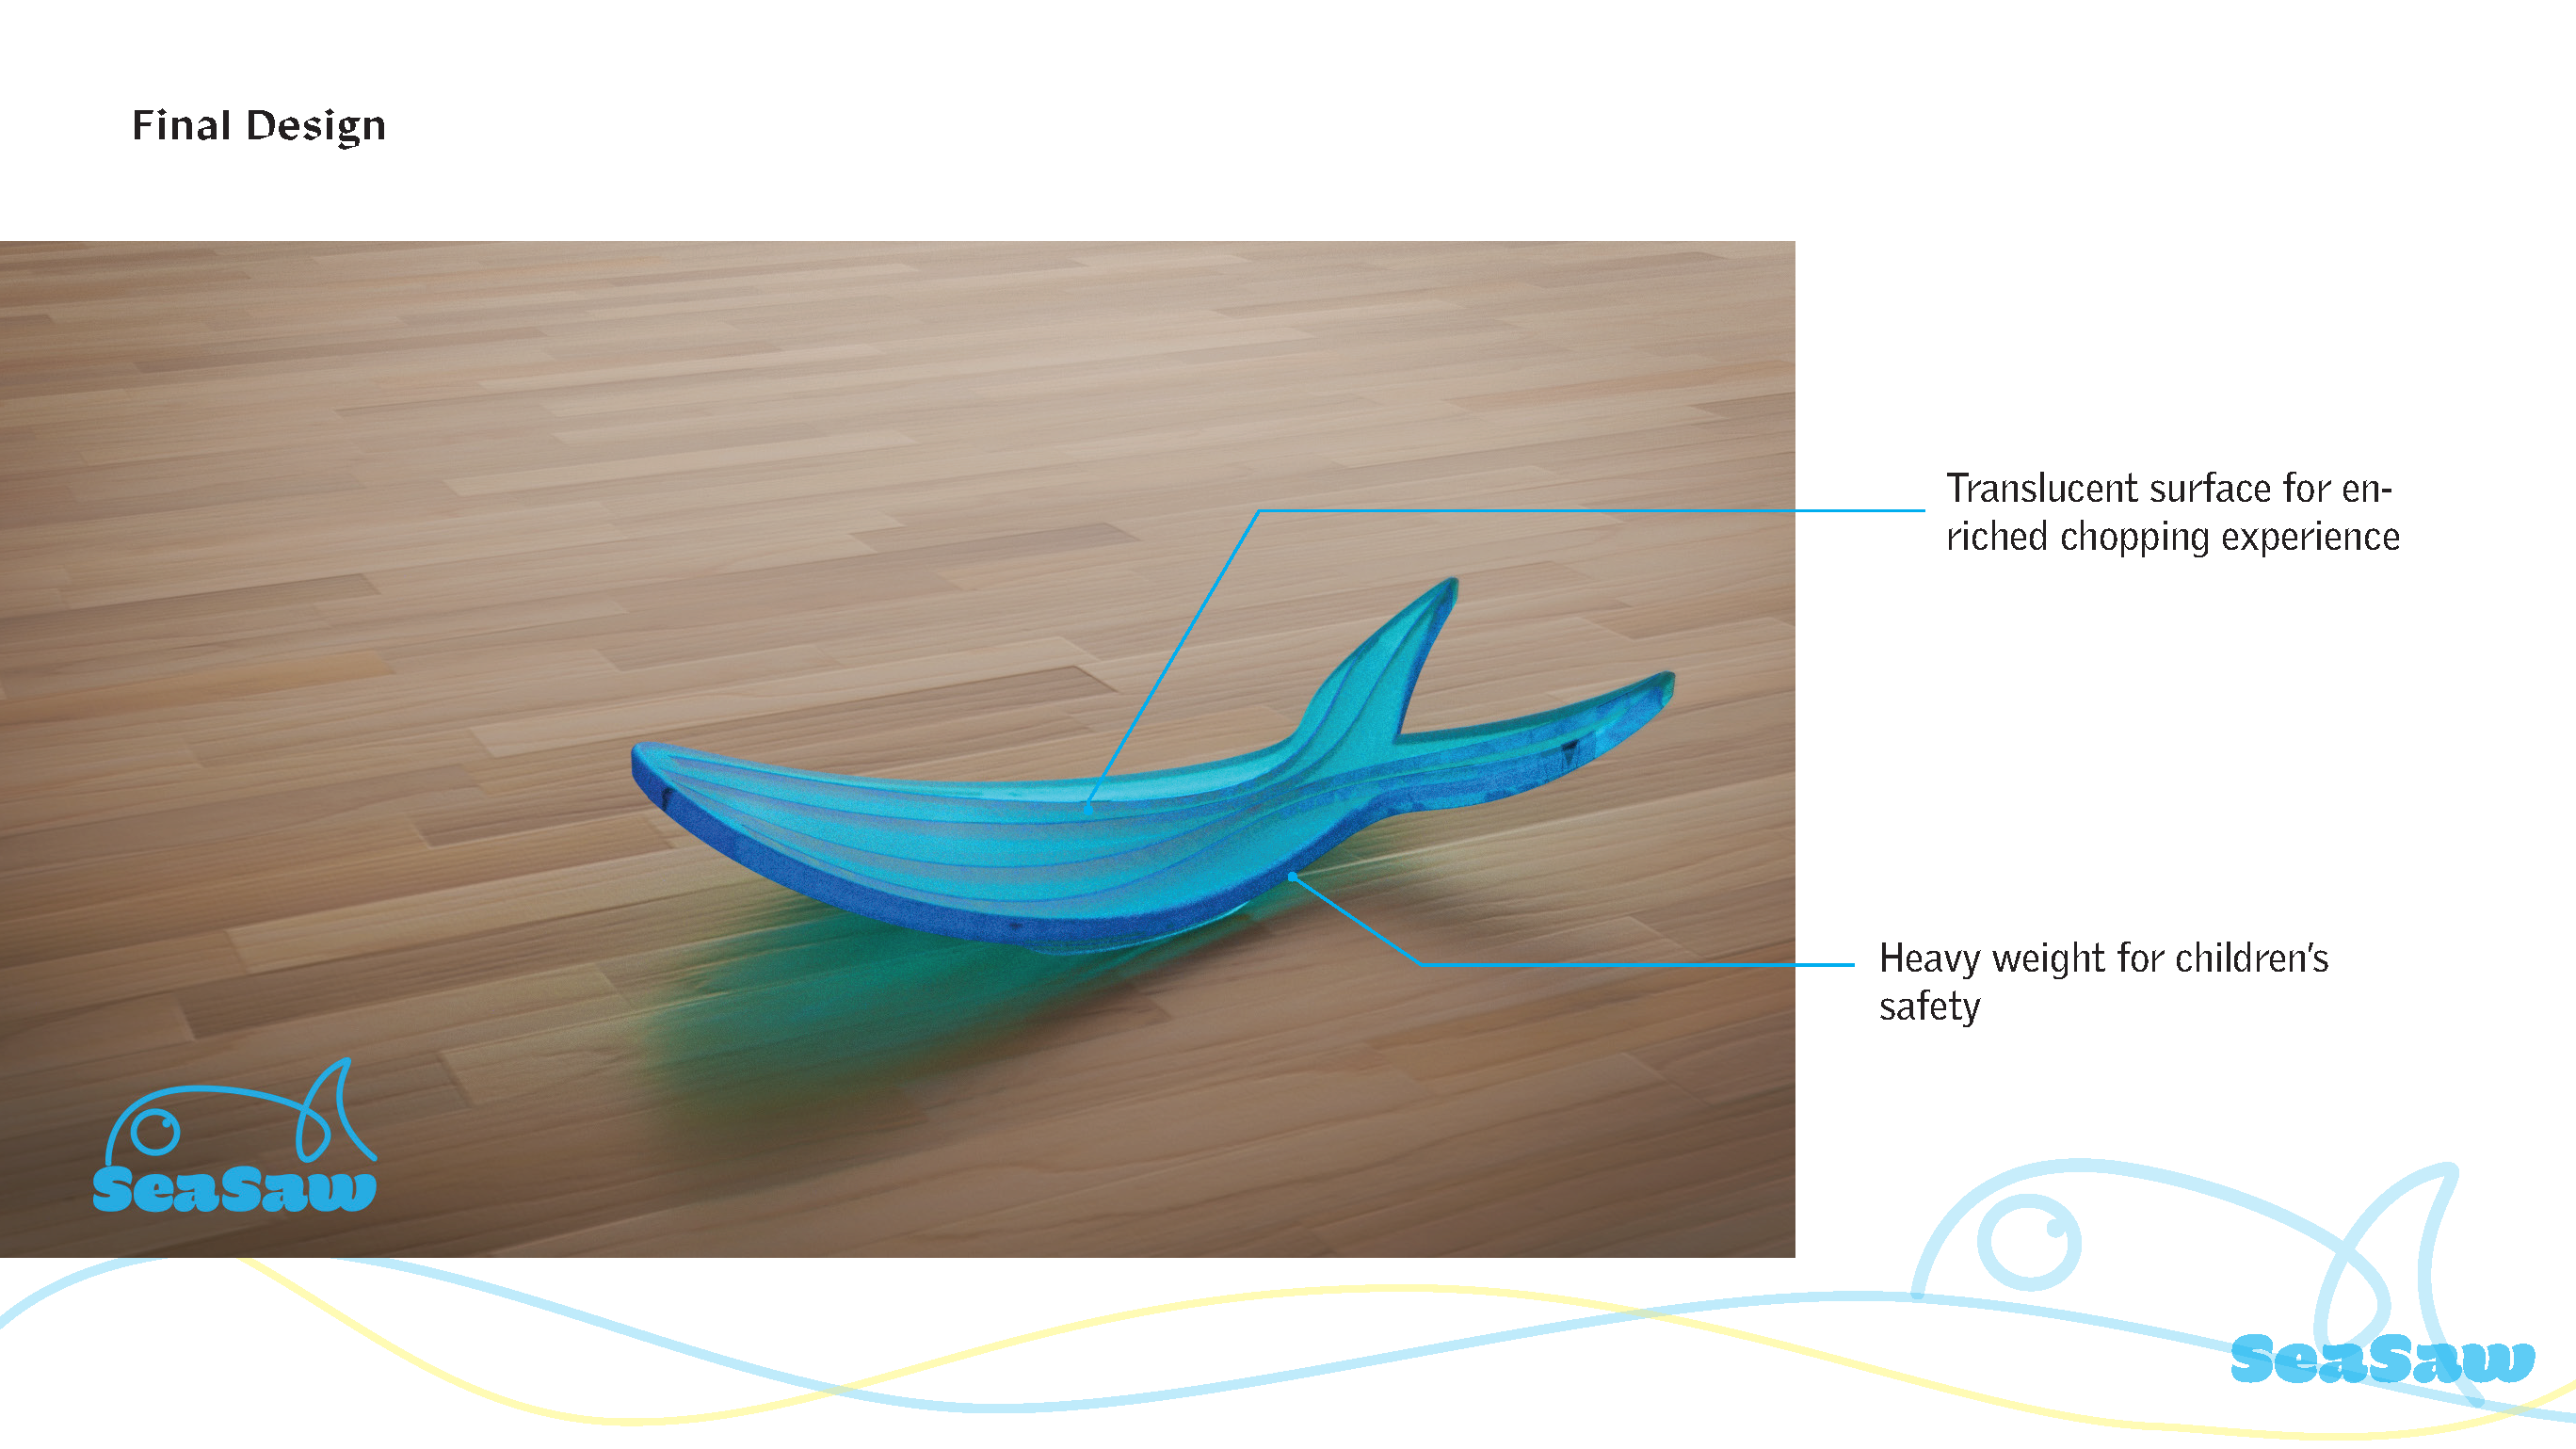 Final Design
Translucent surface for en-
riched chopping experience
Heavy weight for children's
safety
SeaSaw
SeaSaw